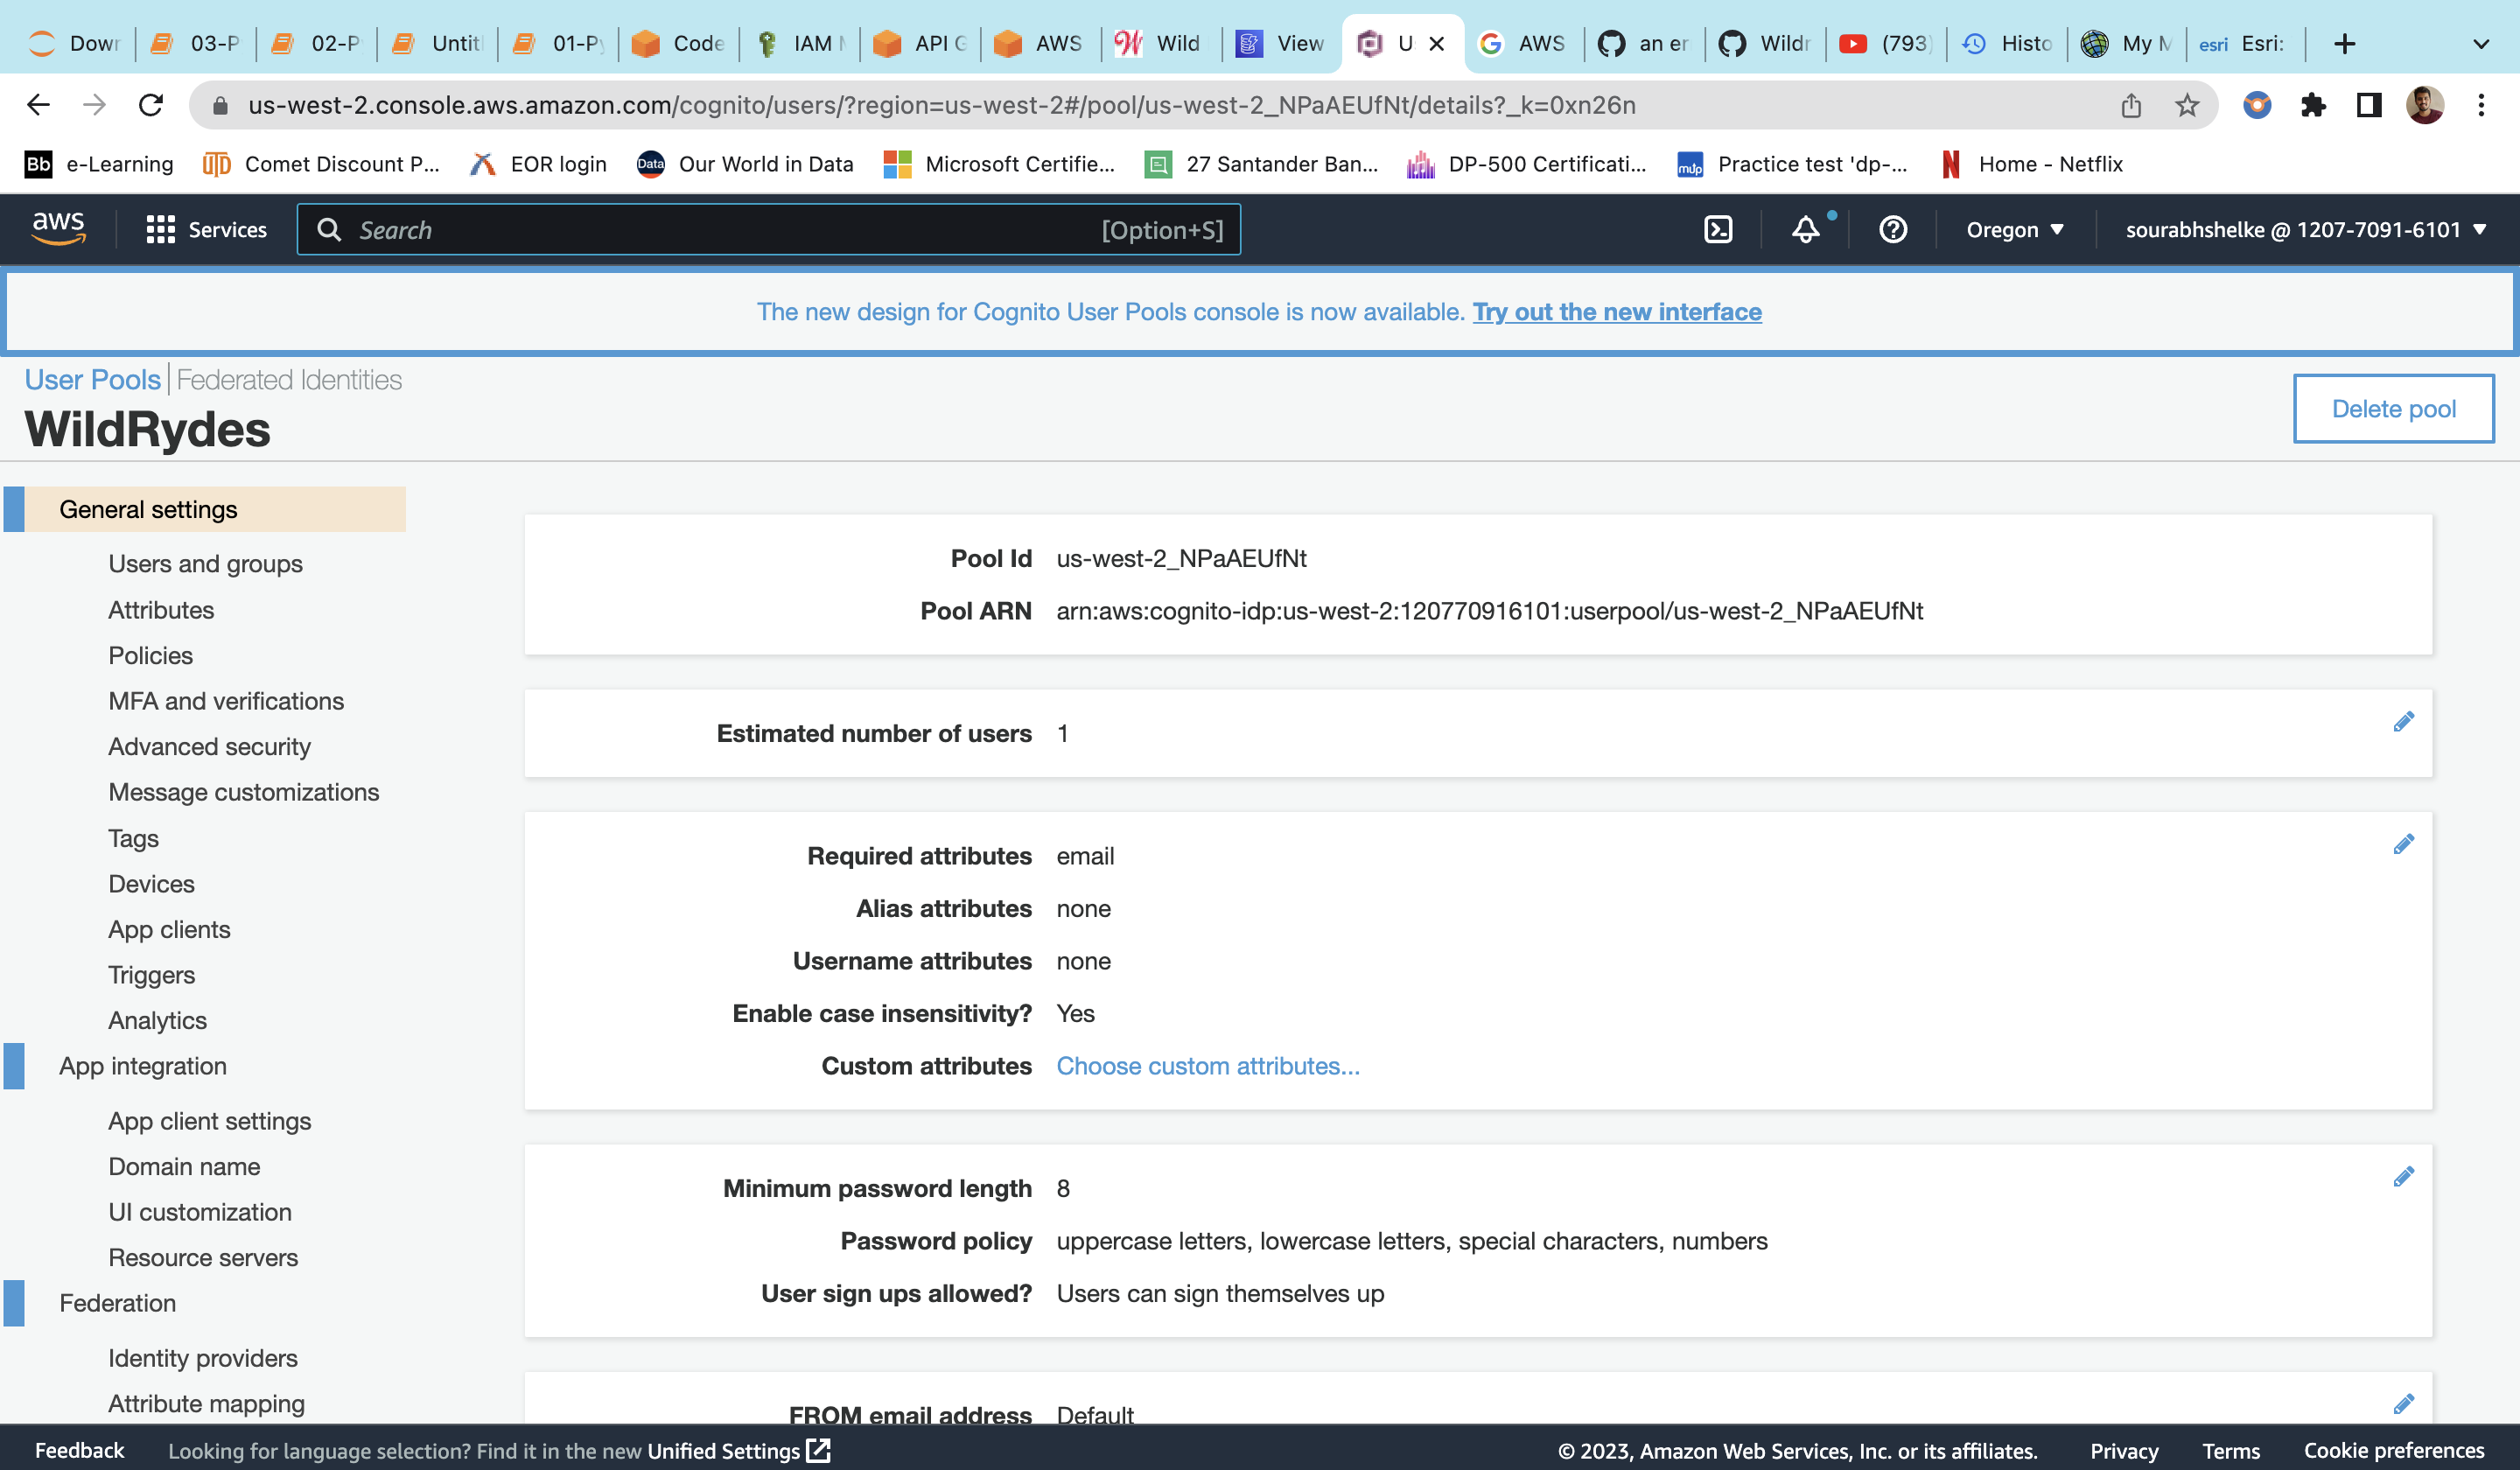 Down 03-P 02-P Untitl 01-Py Code IAM API G AWS Wild View U AWS an er Wildr (793) Histo My M esri Esri:
us-west-2.console.aws.amazon.com/cognito/users/?region=us-west-2#/pool/us-west-2_NPaAEUfNt/details?_k=0xn26n
Bb e-Learning UTD Comet Discount P... EOR login Data Our World in Data Microsoft Certifie... 27 Santander Ban... DP-500 Certificati... mlp Practice test 'dp-... Home - Netflix
aws Services Search [Option+S] Oregon sourabhshelke @ 1207-7091-6101
The new design for Cognito User Pools console is now available. Try out the new interface
User Pools Federated Identities
WildRydes
Delete pool
General settings
Users and groups
Attributes
Policies
MFA and verifications
Advanced security
Message customizations
Tags
Devices
App clients
Triggers
Analytics
App integration
App client settings
Domain name
UI customization
Resource servers
Federation
Identity providers
Attribute mapping
Pool Id us-west-2_NPaAEUfNt
Pool ARN arn:aws:cognito-idp:us-west-2:120770916101:userpool/us-west-2_NPaAEUfNt
Estimated number of users 1
Required attributes email
Alias attributes none
Username attributes none
Enable case insensitivity? Yes
Custom attributes Choose custom attributes...
Minimum password length 8
Password policy uppercase letters, lowercase letters, special characters, numbers
User sign ups allowed? Users can sign themselves up
FROM email address Default
Feedback Looking for language selection? Find it in the new Unified Settings © 2023, Amazon Web Services, Inc. or its affiliates. Privacy Terms Cookie preferences